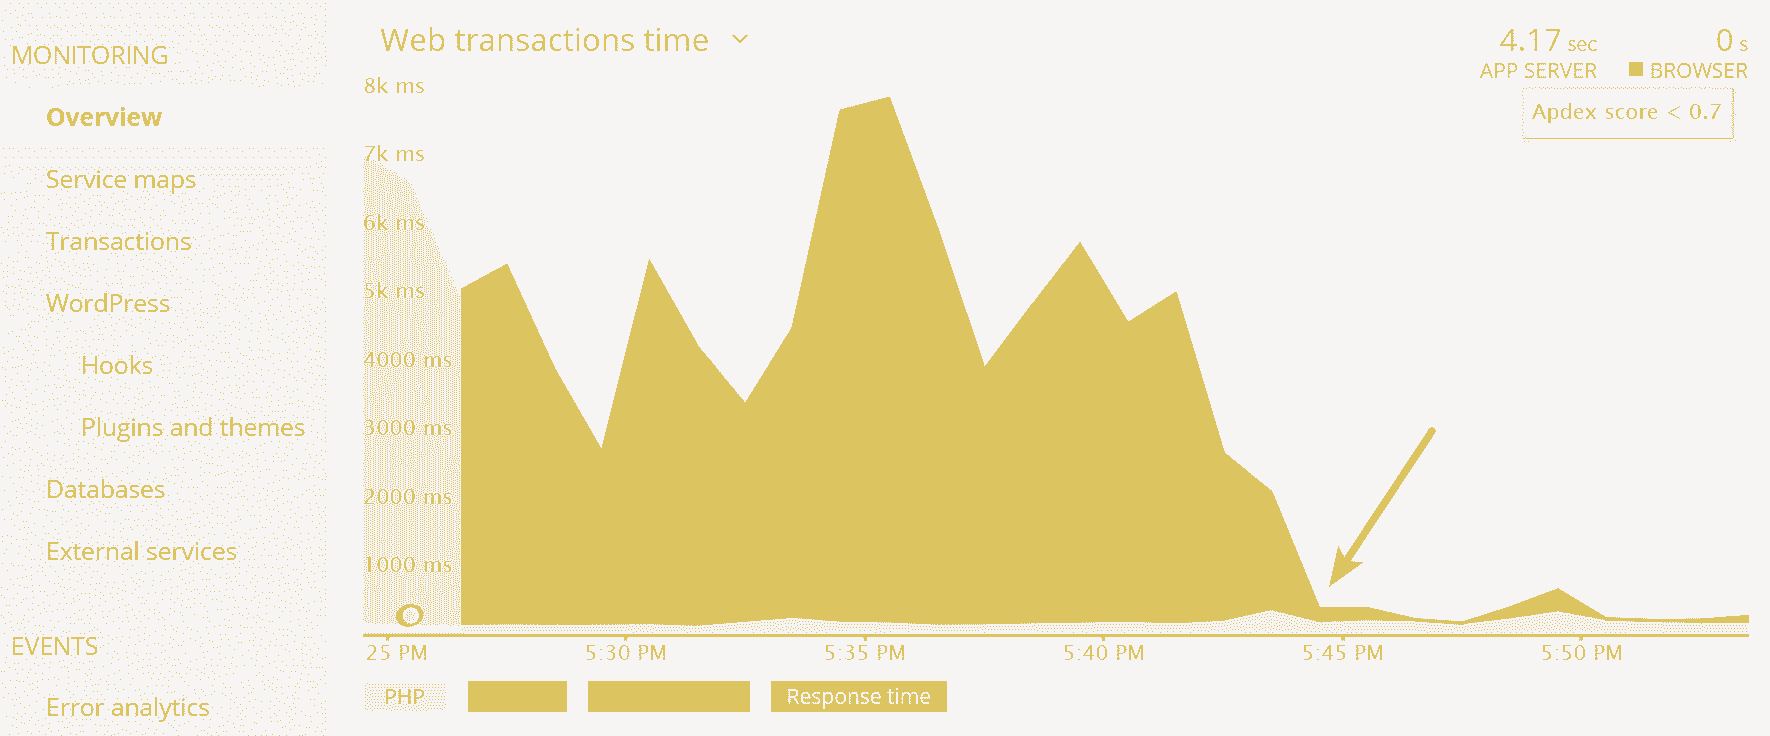 MONITORING
Overview
Service maps
Transactions
WordPress
Hooks
Plugins and themes
Databases
External services
EVENTS
Error analytics
Web transactions time
4.17 sec
APP SERVER
0 s
BROWSER
Apdex score < 0.7
8k ms
7k ms
6k ms
5k ms
4000 ms
3000 ms
2000 ms
1000 ms
25 PM 5:30 PM 5:35 PM 5:40 PM 5:45 PM 5:50 PM
PHP Response time